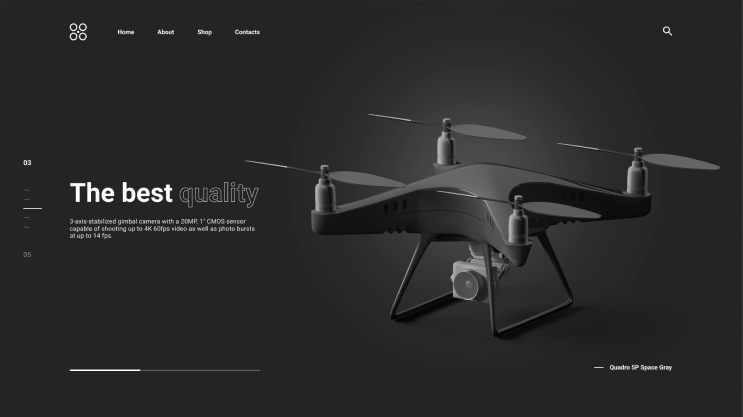 Home About Shop Contacts
03
The best quality
3-axis-stabilized gimbal camera with a 20MP, 1" CMOS sensor
capable of shooting up to 4K 60fps video as well as photo bursts
at up to 14 fps.
05
Quadro 5P Space Gray